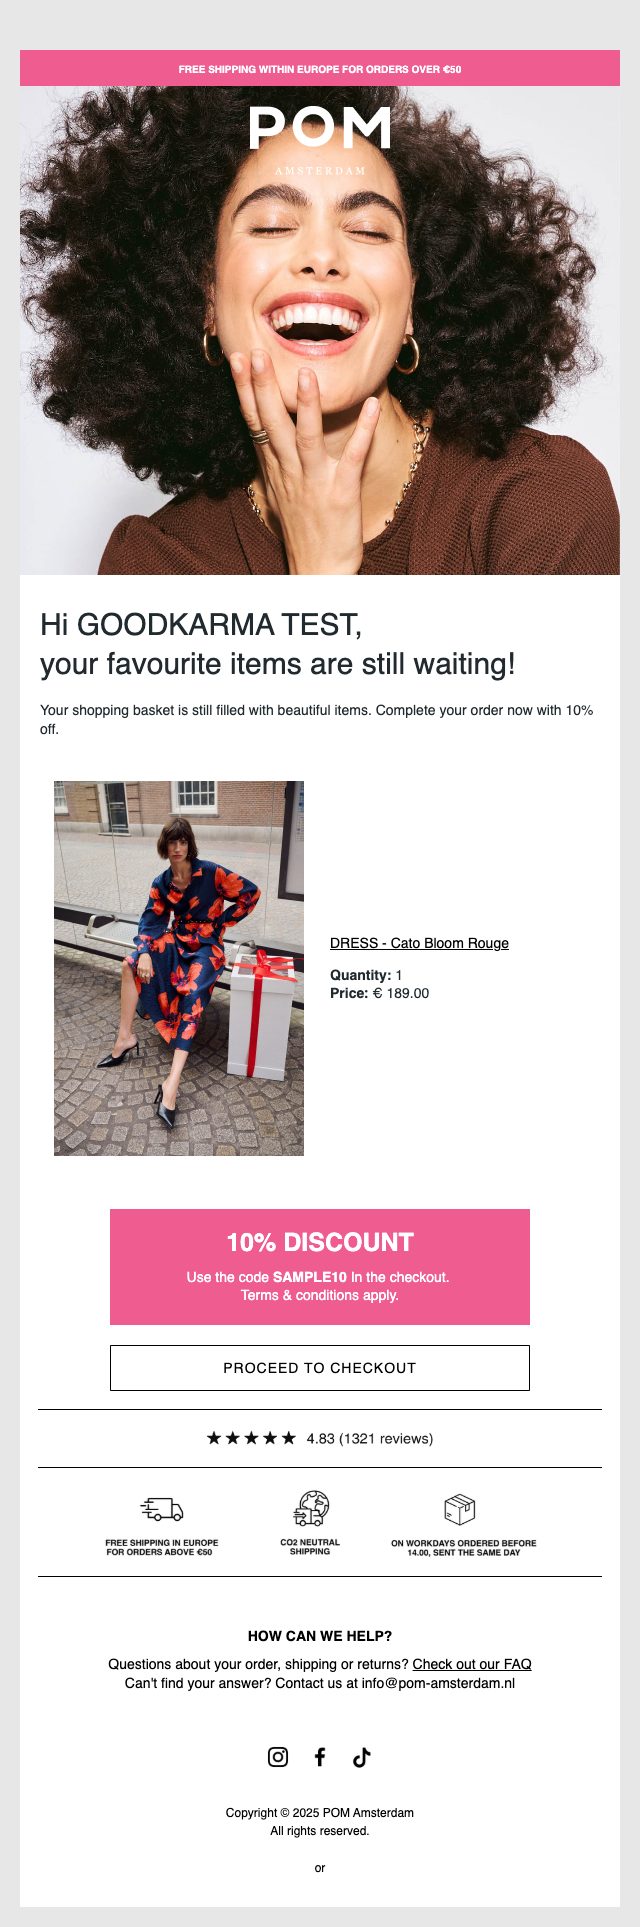 FREE SHIPPING WITHIN EUROPE FOR ORDERS OVER €50
POM
AMSTERDAM
Hi GOODKARMA TEST,
your favourite items are still waiting!
Your shopping basket is still filled with beautiful items. Complete your order now with 10%
off.
DRESS - Cato Bloom Rouge
Quantity: 1
Price: € 189.00
10% DISCOUNT
Use the code SAMPLE10 In the checkout.
Terms & conditions apply.
PROCEED TO CHECKOUT
★★★★★ 4.83 (1321 reviews)
FREE SHIPPING IN EUROPE
FOR ORDERS ABOVE €50
CO2 NEUTRAL
SHIPPING
ON WORKDAYS ORDERED BEFORE
14.00, SENT THE SAME DAY
HOW CAN WE HELP?
Questions about your order, shipping or returns? Check out our FAQ
Can't find your answer? Contact us at info@pom-amsterdam.nl
Copyright © 2025 POM Amsterdam
All rights reserved.
or